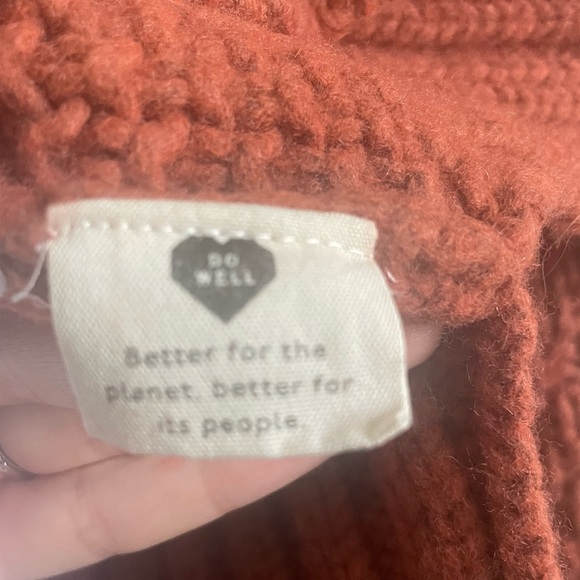 DO
WELL
Better for the
planet, better for
its people.